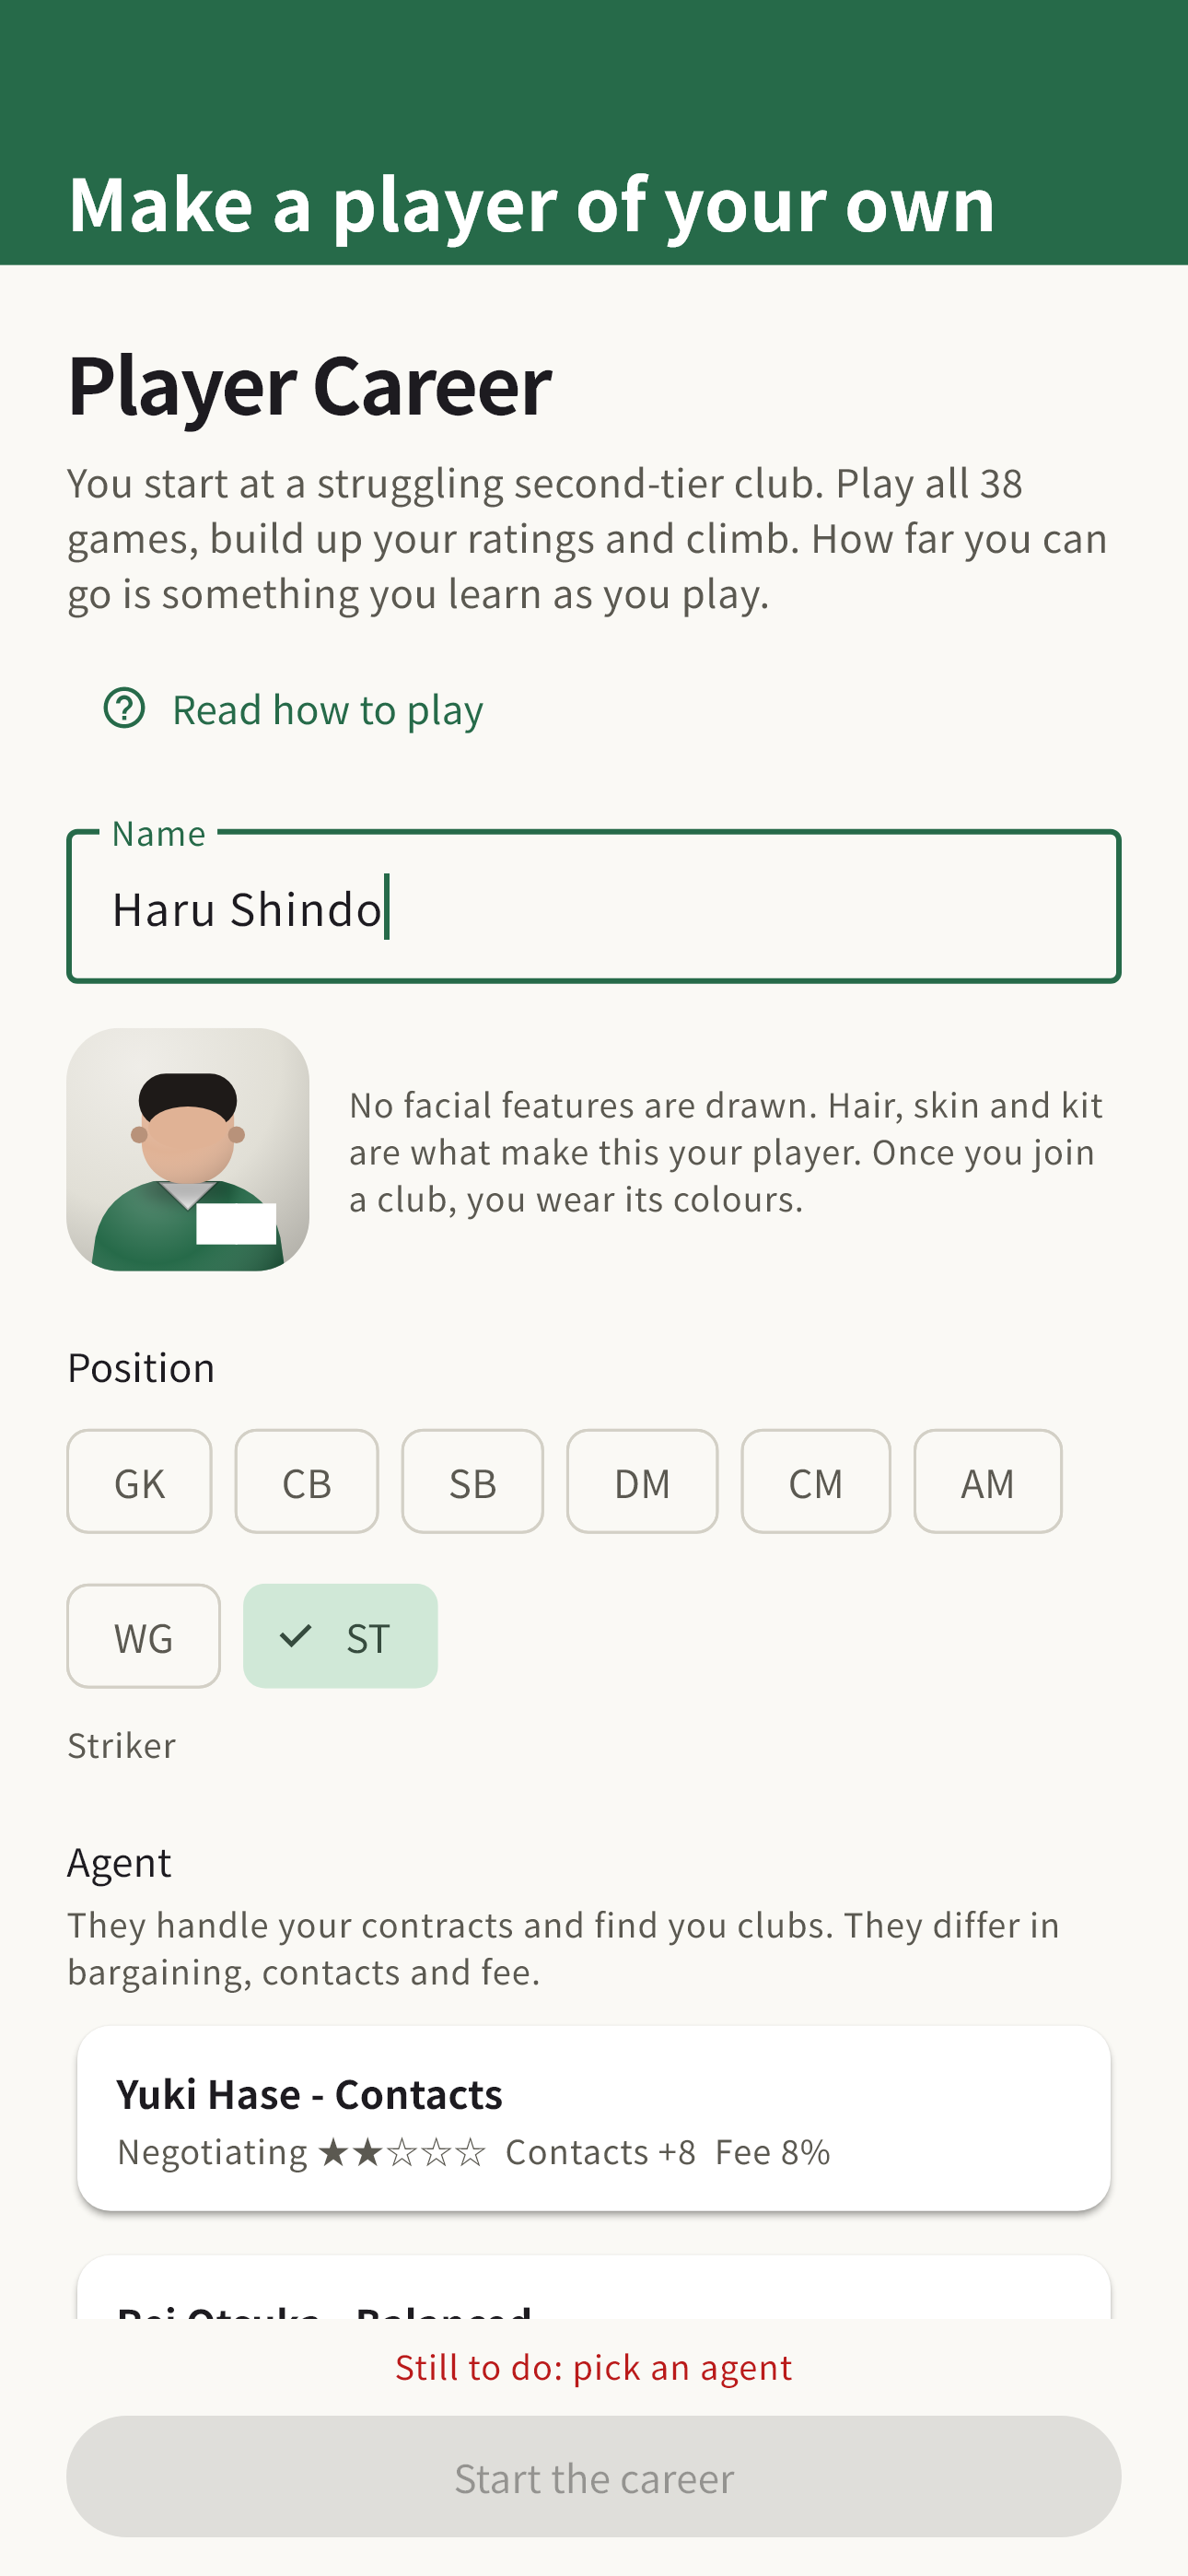 Make a player of your own
Player Career
You start at a struggling second-tier club. Play all 38
games, build up your ratings and climb. How far you can
go is something you learn as you play.
Read how to play
Name
Haru Shindo
No facial features are drawn. Hair, skin and kit
are what make this your player. Once you join
a club, you wear its colours.
Position
GK CB SB DM CM AM
WG ST
Striker
Agent
They handle your contracts and find you clubs. They differ in
bargaining, contacts and fee.
Yuki Hase - Contacts
Negotiating ★★☆☆☆ Contacts +8 Fee 8%
Still to do: pick an agent
Start the career